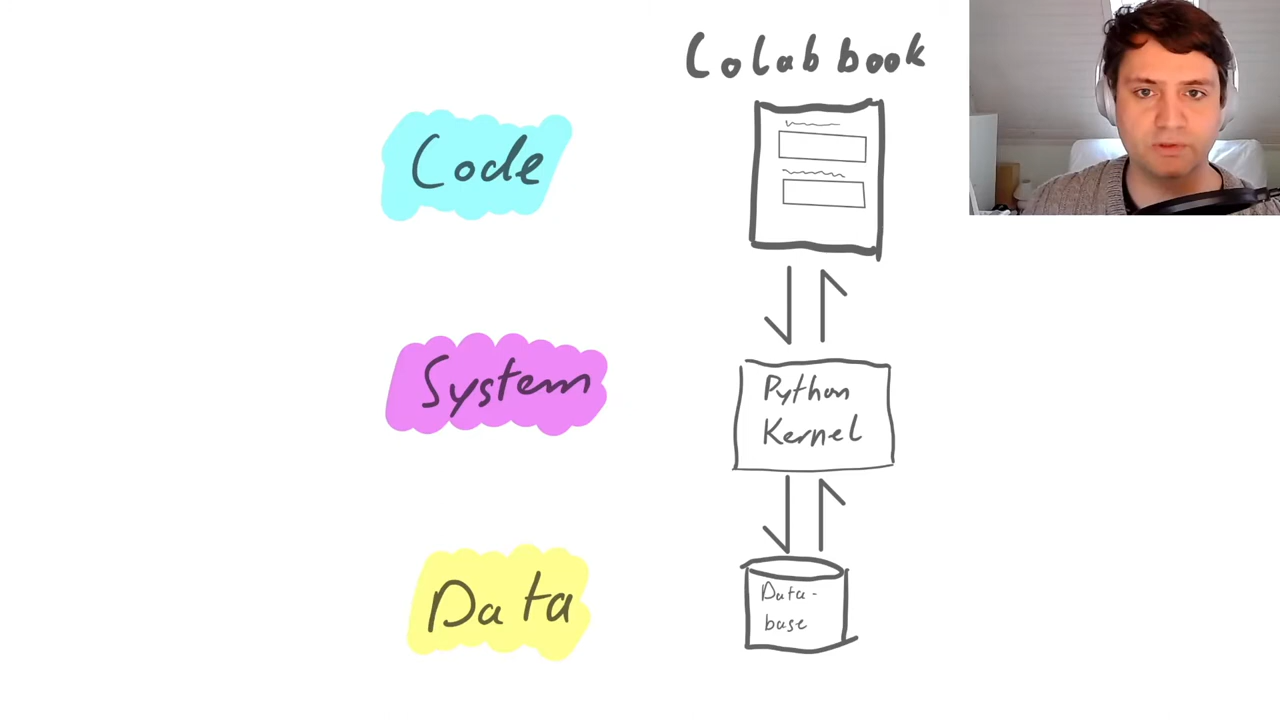 Colab book
Code
System
Python
Kernel
Data
Data-
base